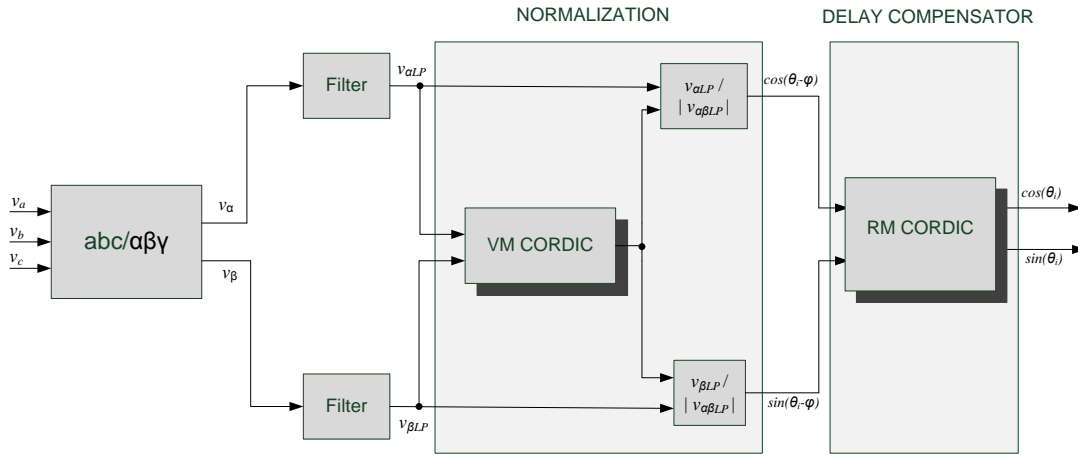 NORMALIZATION
DELAY COMPENSATOR
Filter
vαLP
vαLP /
| vαβLP |
cos(θi-φ)
va
vb
vc
abc/αβγ
vα
vβ
VM CORDIC
RM CORDIC
cos(θi)
sin(θi)
Filter
vβLP
vβLP /
| vαβLP |
sin(θi-φ)